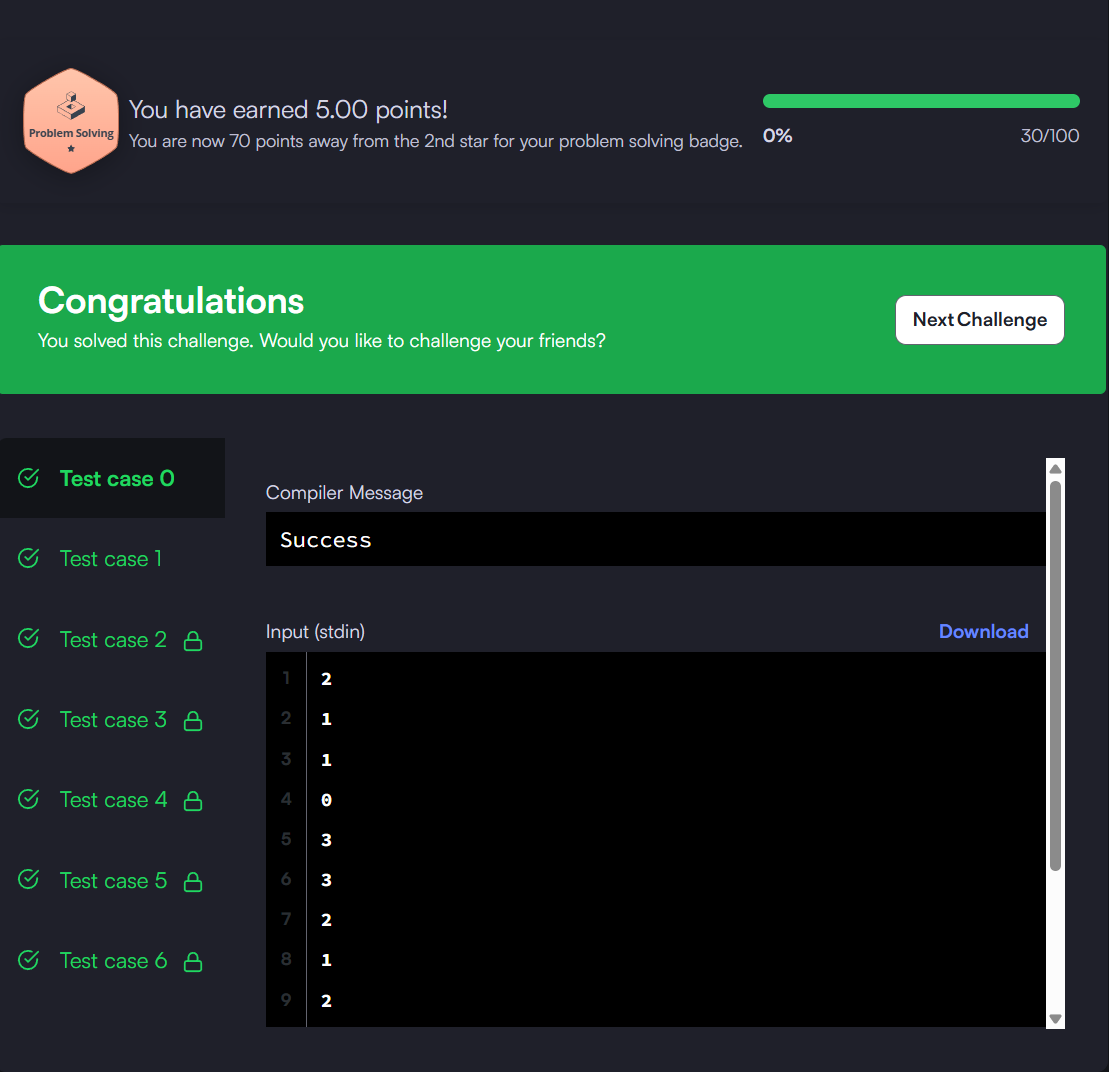 Problem Solving
You have earned 5.00 points!
You are now 70 points away from the 2nd star for your problem solving badge.
0%
30/100
Congratulations
You solved this challenge. Would you like to challenge your friends?
Next Challenge
Test case 0
Test case 1
Test case 2
Test case 3
Test case 4
Test case 5
Test case 6
Compiler Message
Success
Input (stdin)
Download
1 2
2 1
3 1
4 0
5 3
6 3
7 2
8 1
9 2